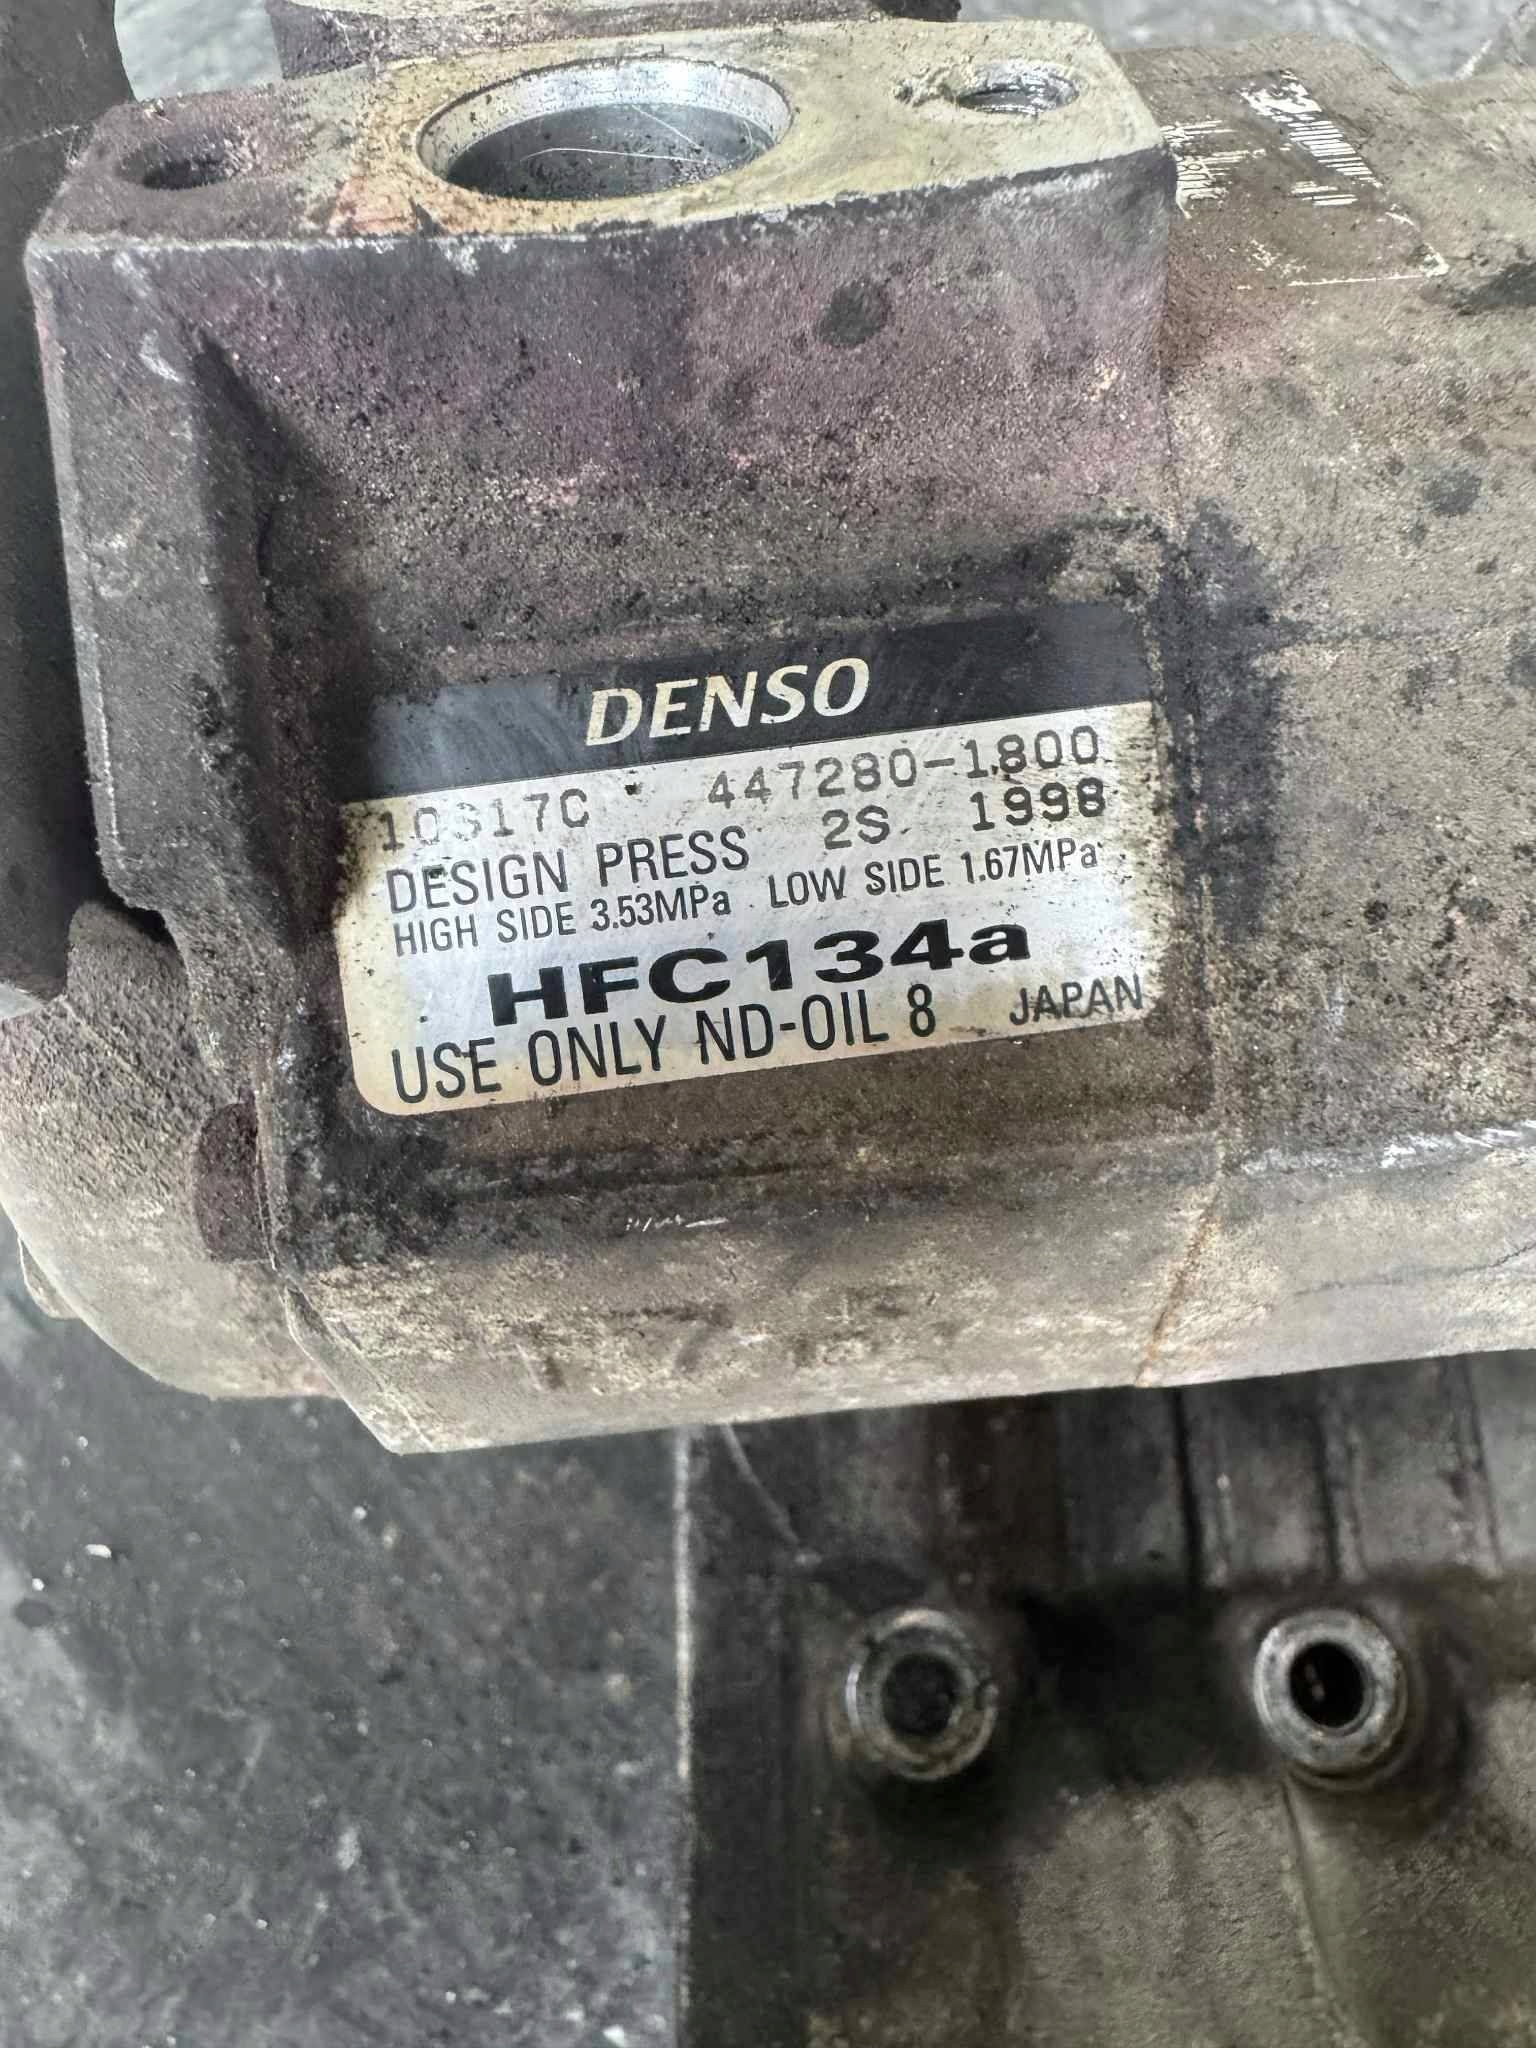 DENSO
10S17C 447280-1800
DESIGN PRESS 2S 1998
HIGH SIDE 3.53MPa LOW SIDE 1.67MPa
HFC134a
USE ONLY ND-OIL 8 JAPAN